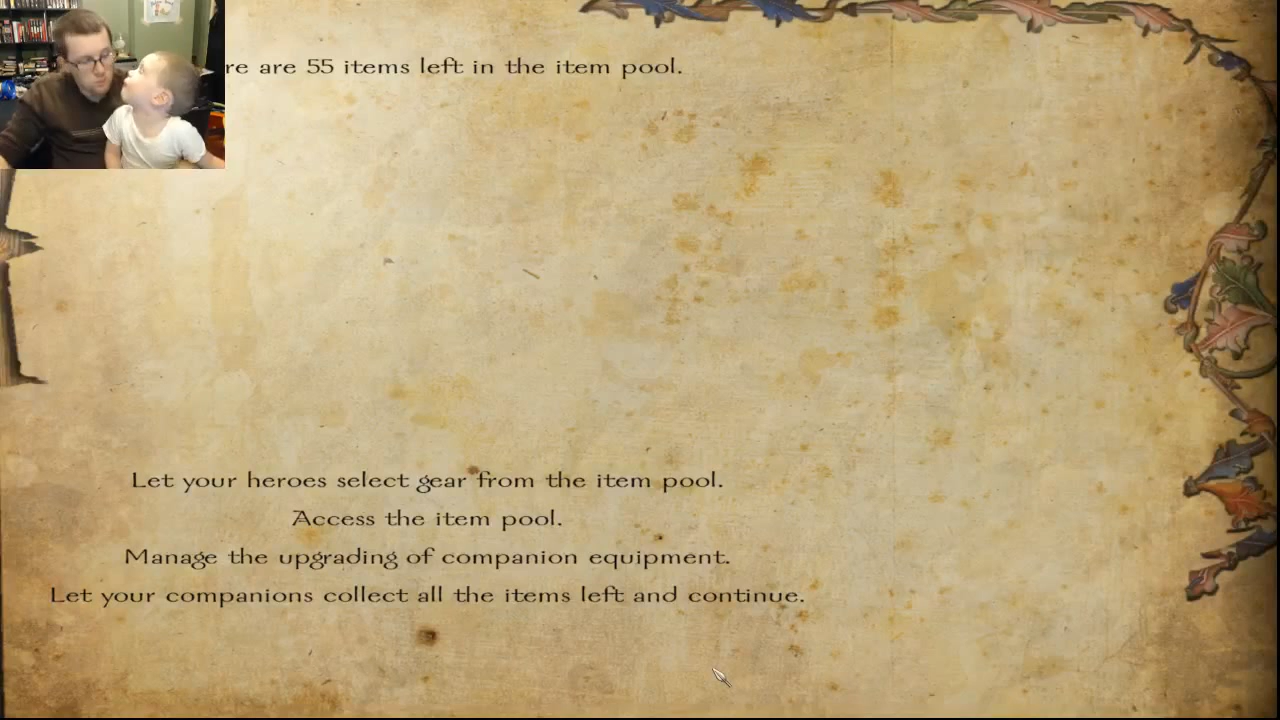 are 55 items left in the item pool.
Let your heroes select gear from the item pool.
Access the item pool.
Manage the upgrading of companion equipment.
Let your companions collect all the items left and continue.